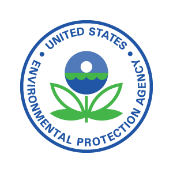 UNITED STATES
ENVIRONMENTAL PROTECTION AGENCY